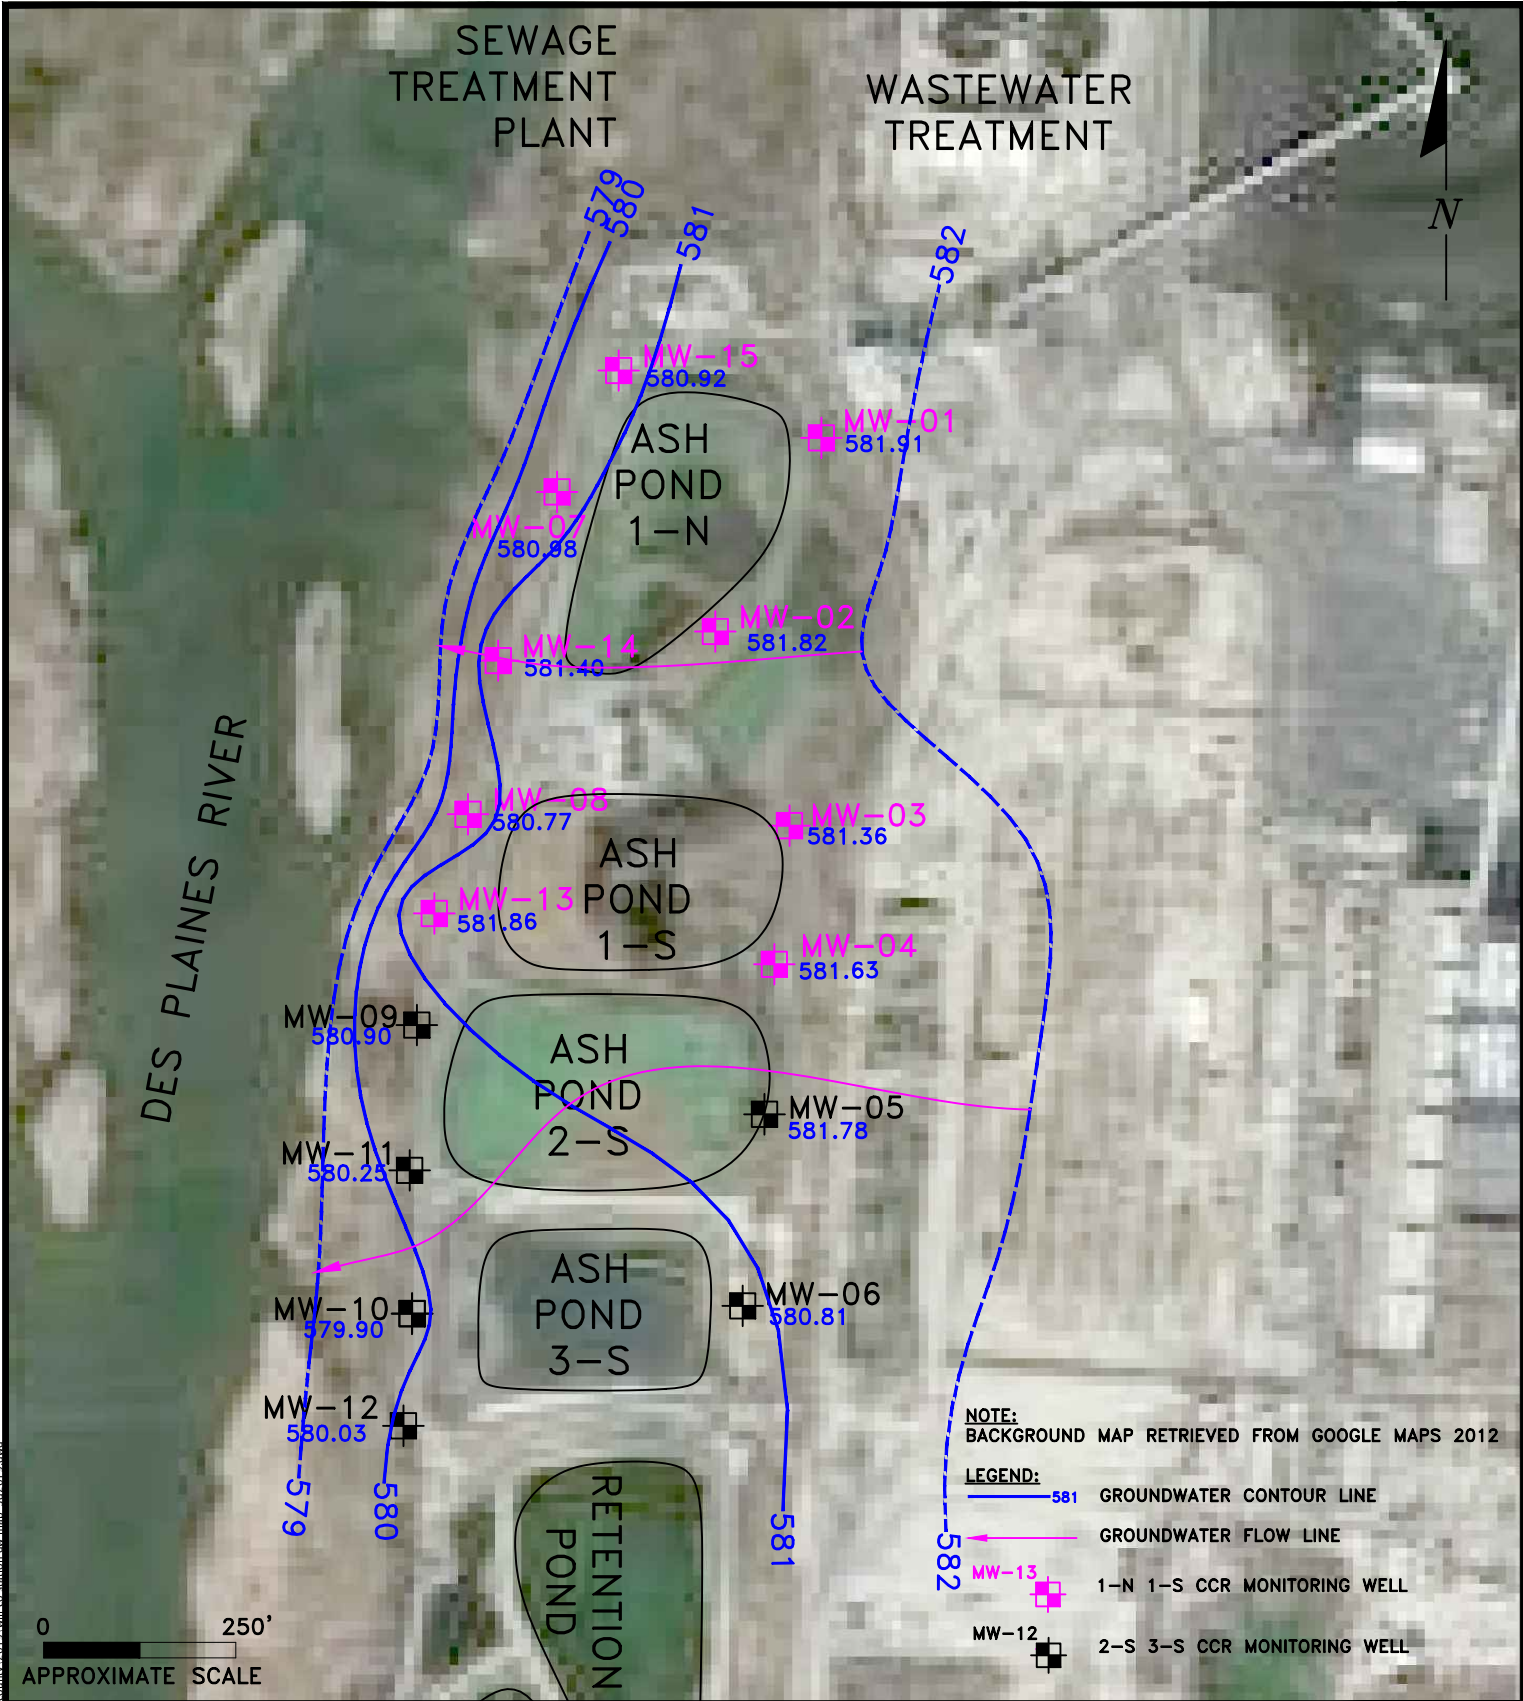 SEWAGE
TREATMENT
PLANT
WASTEWATER
TREATMENT
N
579
580
581
582
MW-15
580.92
MW-01
581.91
ASH
POND
1-N
MW-07
580.98
MW-02
581.82
MW-14
581.40
DES PLAINES RIVER
MW-08
580.77
MW-03
581.36
ASH
POND
1-S
MW-13
581.86
MW-04
581.63
MW-09
580.90
ASH
POND
2-S
MW-05
581.78
MW-11
580.25
ASH
POND
3-S
MW-06
580.81
MW-10
579.90
MW-12
580.03
579
580
581
582
RETENTION
POND
NOTE:
BACKGROUND MAP RETRIEVED FROM GOOGLE MAPS 2012
LEGEND:
581 GROUNDWATER CONTOUR LINE
GROUNDWATER FLOW LINE
MW-13 1-N 1-S CCR MONITORING WELL
MW-12 2-S 3-S CCR MONITORING WELL
0 250'
APPROXIMATE SCALE